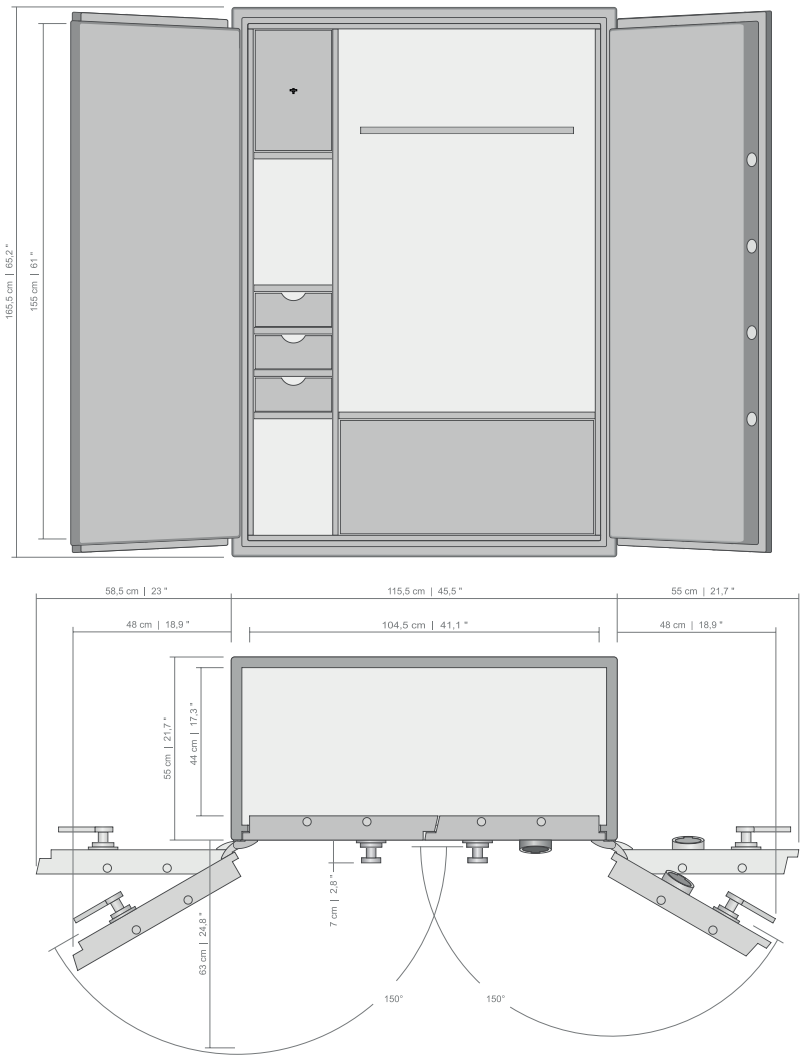 165,5 cm | 65,2 "
155 cm | 61 "
58,5 cm | 23 "
115,5 cm | 45,5 "
55 cm | 21,7 "
48 cm | 18,9 "
104,5 cm | 41,1 "
48 cm | 18,9 "
55 cm | 21,7 "
44 cm | 17,3 "
7 cm | 2,8 "
63 cm | 24,8 "
150°
150°